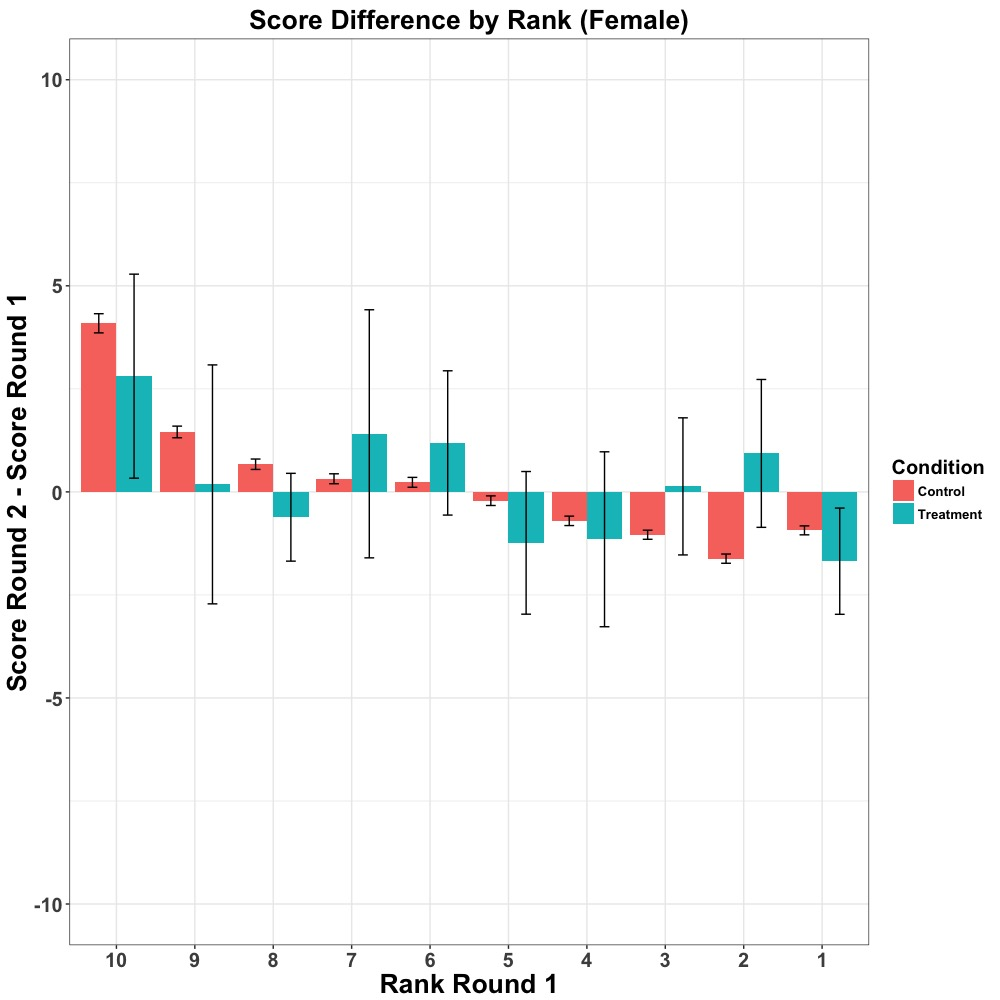 Score Difference by Rank (Female)
Score Round 2 - Score Round 1
10
5
0
-5
-10
10 9 8 7 6 5 4 3 2 1
Rank Round 1
Condition
Control
Treatment